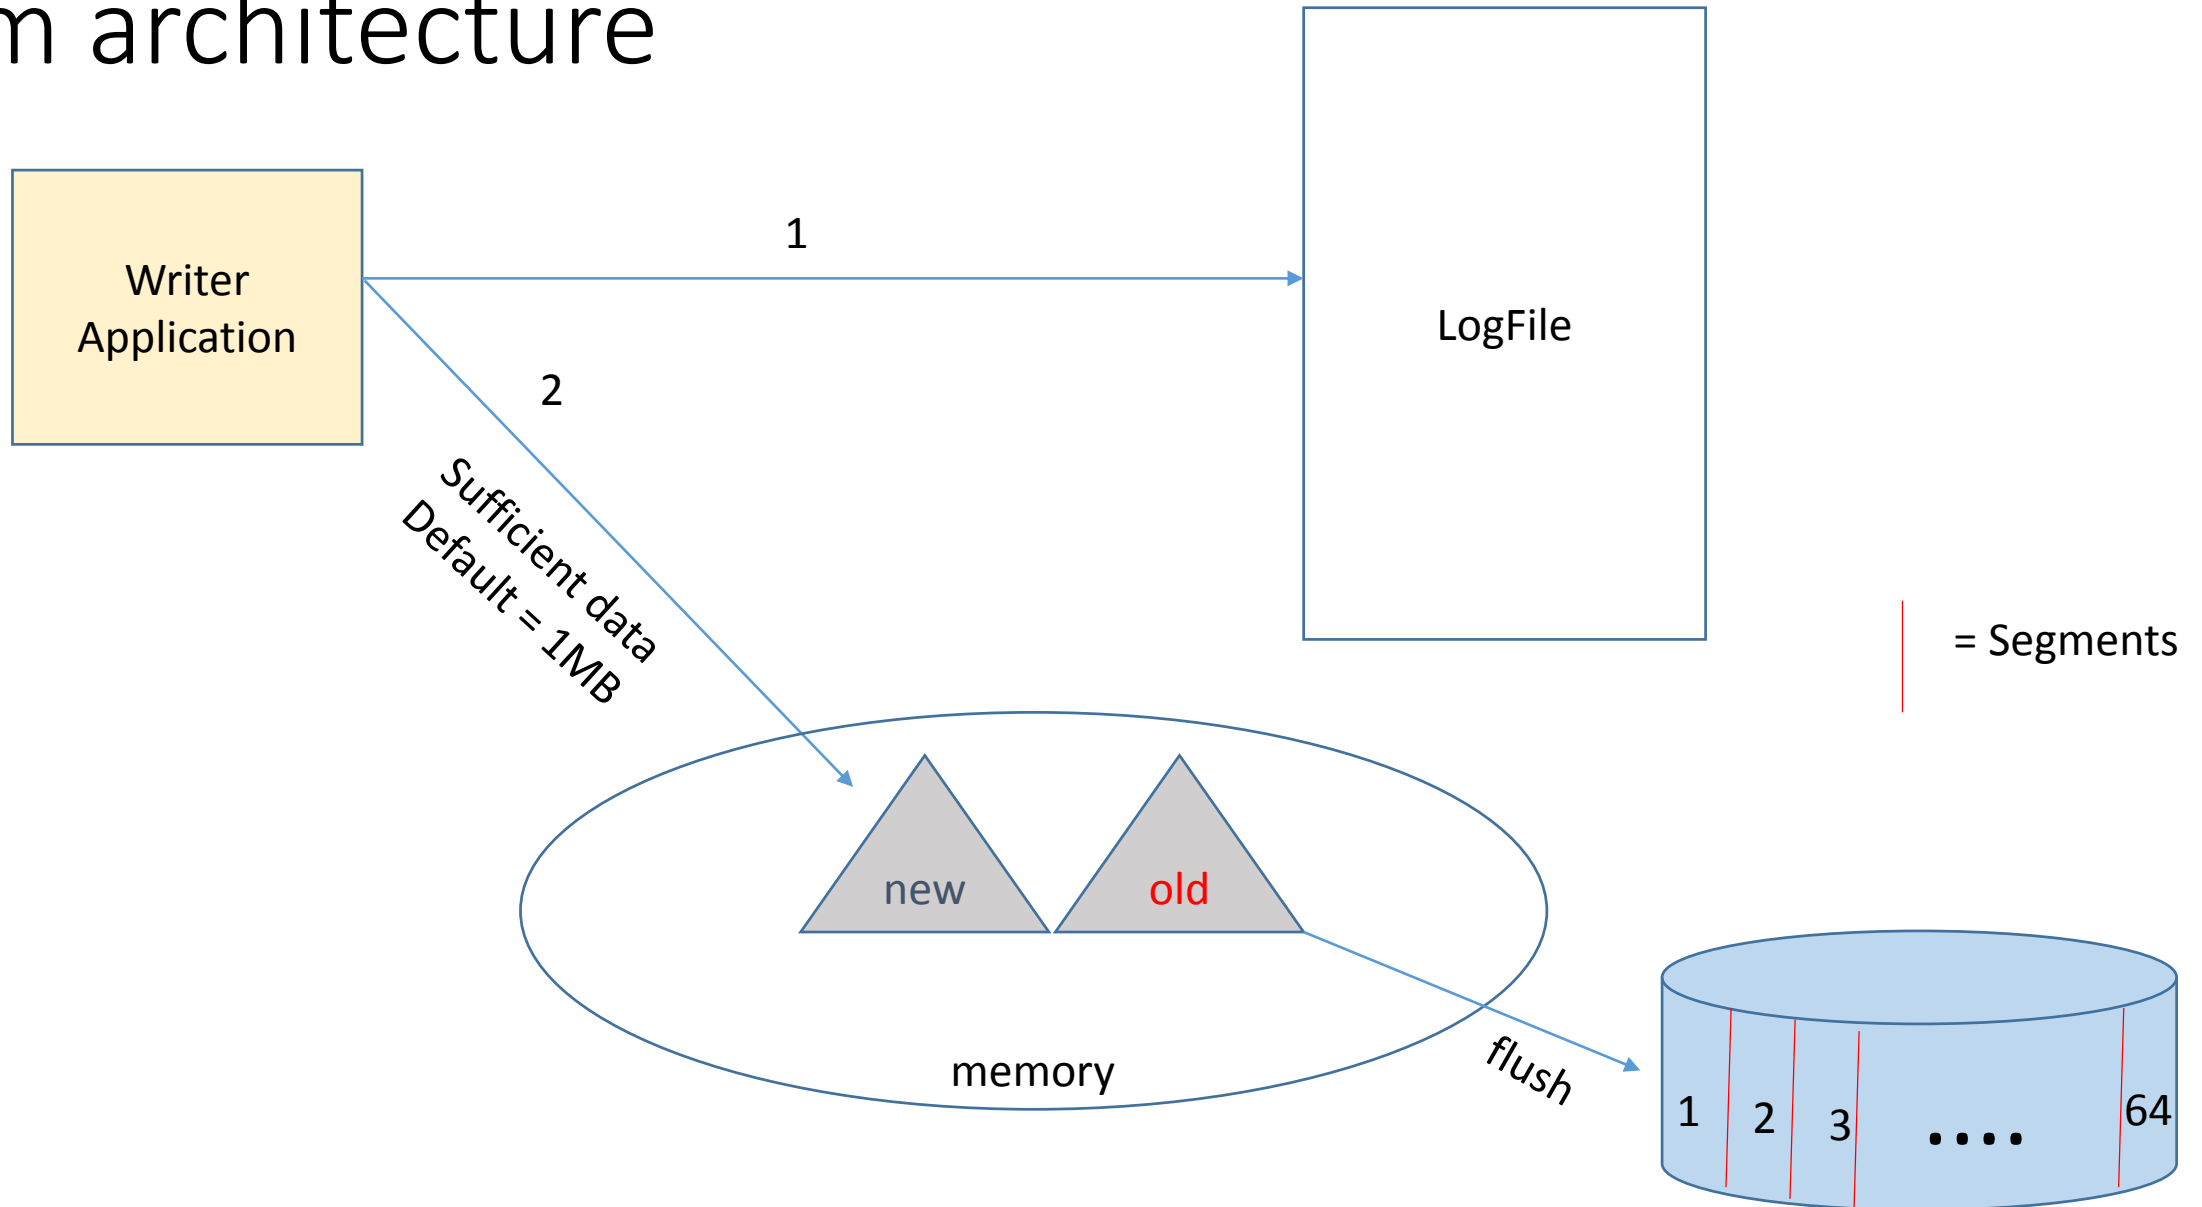 m architecture
Writer
Application
1
LogFile
2
Sufficient data
Default = 1MB
= Segments
new
old
memory
flush
1
2
3
....
64